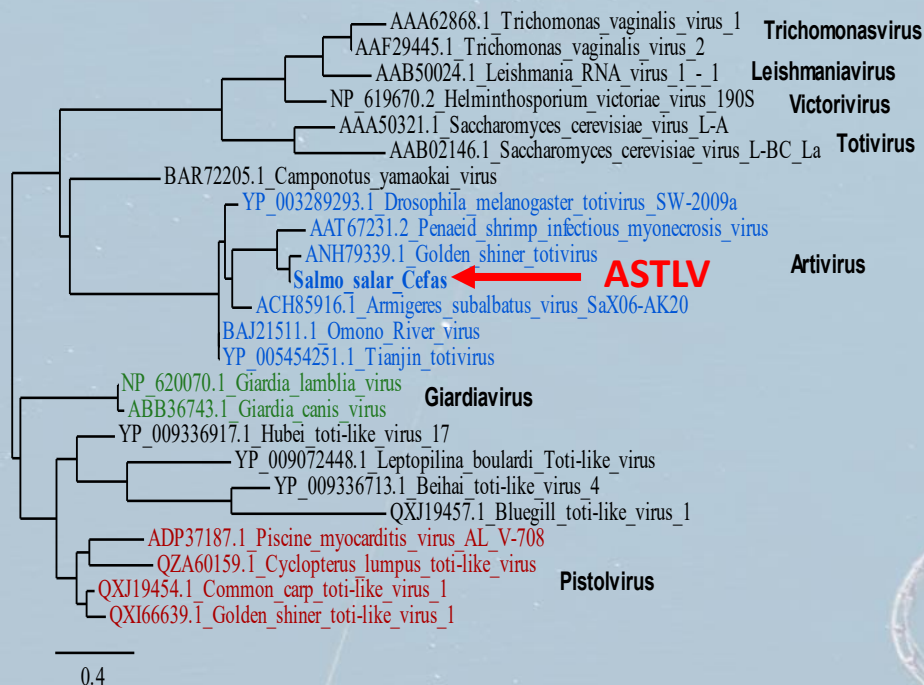 AAA62868.1_Trichomonas_vaginalis_virus_1
Trichomonasvirus
AAF29445.1_Trichomonas_vaginalis_virus_2
AAB50024.1_Leishmania_RNA_virus_1_-_1
Leishmaniavirus
NP_619670.2_Helminthosporium_victoriae_virus_190S
Victorivirus
AAA50321.1_Saccharomyces_cerevisiae_virus_L-A
Totivirus
AAB02146.1_Saccharomyces_cerevisiae_virus_L-BC_La
BAR72205.1_Camponotus_yamaokai_virus
YP_003289293.1_Drosophila_melanogaster_totivirus_SW-2009a
AAT67231.2_Penaeid_shrimp_infectious_myonecrosis_virus
ANH79339.1_Golden_shiner_totivirus
Artivirus
Salmo_salar_Cefas
ASTLV
ACH85916.1_Armigeres_subalbatus_virus_SaX06-AK20
BAJ21511.1_Omono_River_virus
YP_005454251.1_Tianjin_totivirus
NP_620070.1_Giardia_lamblia_virus
Giardiavirus
ABB36743.1_Giardia_canis_virus
YP_009336917.1_Hubei_toti-like_virus_17
YP_009072448.1_Leptopilina_boulardi_Toti-like_virus
YP_009336713.1_Beihai_toti-like_virus_4
QXJ19457.1_Bluegill_toti-like_virus_1
ADP37187.1_Piscine_myocarditis_virus_AL_V-708
QZA60159.1_Cyclopterus_lumpus_toti-like_virus
Pistolvirus
QXJ19454.1_Common_carp_toti-like_virus_1
QXI66639.1_Golden_shiner_toti-like_virus_1
0.4